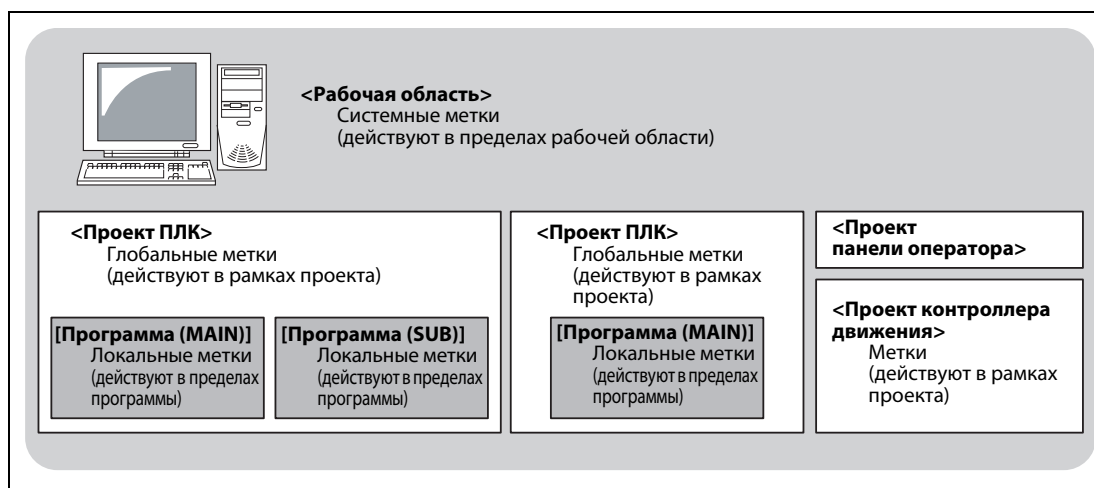 <Рабочая область>
Системные метки
(действуют в пределах рабочей области)
<Проект ПЛК>
Глобальные метки
(действуют в рамках проекта)
[Программа (MAIN)]
Локальные метки
(действуют в пределах
программы)
[Программа (SUB)]
Локальные метки
(действуют в пределах
программы)
<Проект ПЛК>
Глобальные метки
(действуют в рамках
проекта)
[Программа (MAIN)]
Локальные метки
(действуют в пределах
программы)
<Проект
панели оператора>
<Проект контроллера
движения>
Метки
(действуют в рамках
проекта)